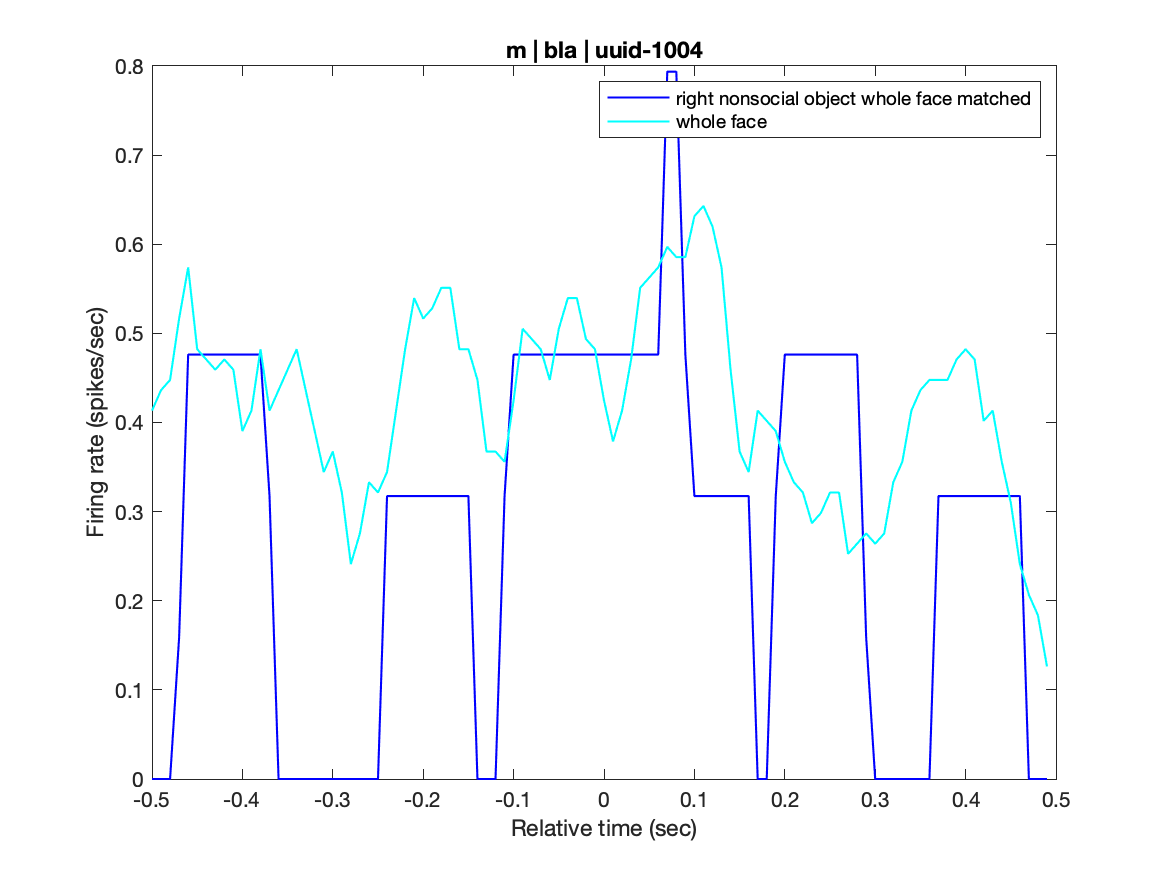 m | bla | uuid-1004
right nonsocial object whole face matched
whole face
Firing rate (spikes/sec)
0.8
0.7
0.6
0.5
0.4
0.3
0.2
0.1
0
-0.5 -0.4 -0.3 -0.2 -0.1 0 0.1 0.2 0.3 0.4 0.5
Relative time (sec)